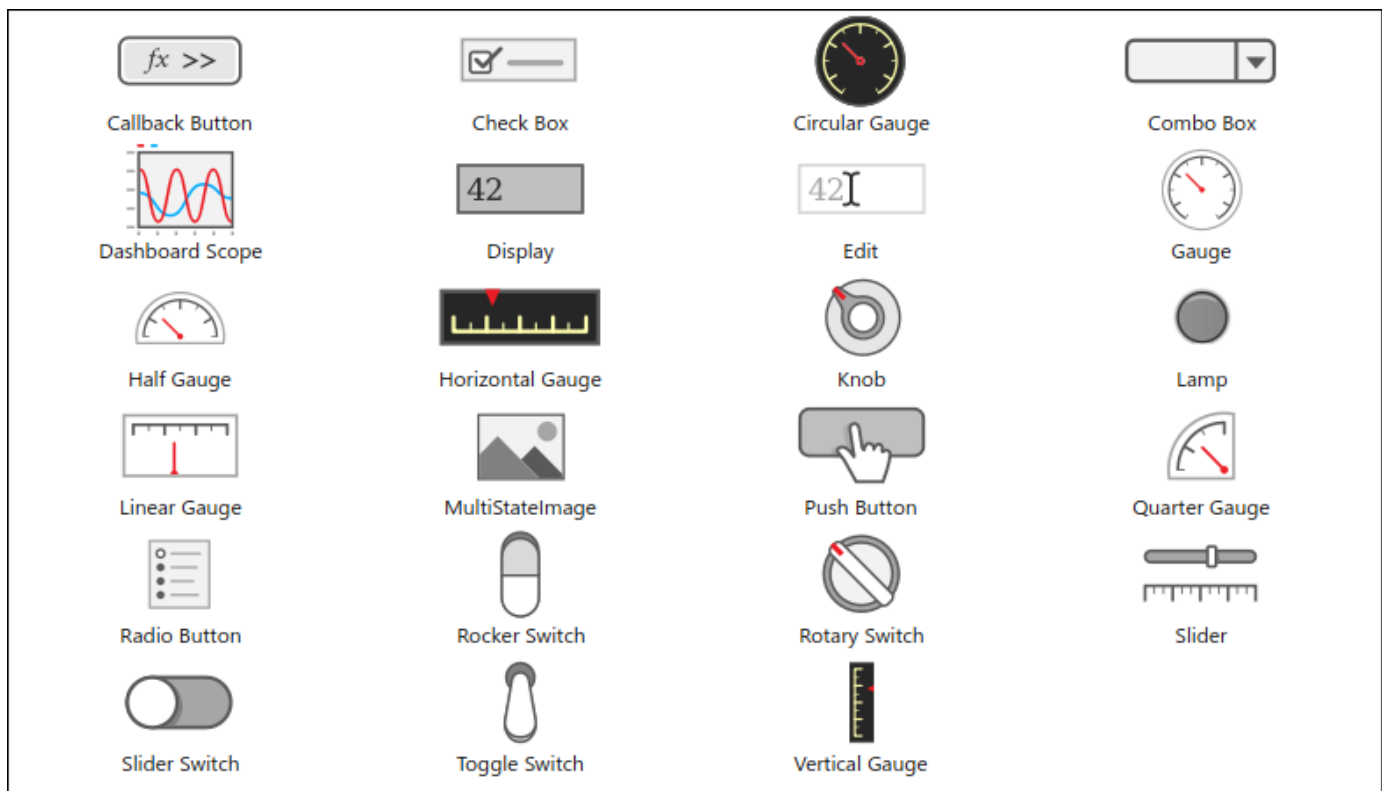 fx >>
Callback Button
Check Box
Circular Gauge
Combo Box
Dashboard Scope
42
Display
42
Edit
Gauge
Half Gauge
Horizontal Gauge
Knob
Lamp
Linear Gauge
MultiStateImage
Push Button
Quarter Gauge
Radio Button
Rocker Switch
Rotary Switch
Slider
Slider Switch
Toggle Switch
Vertical Gauge